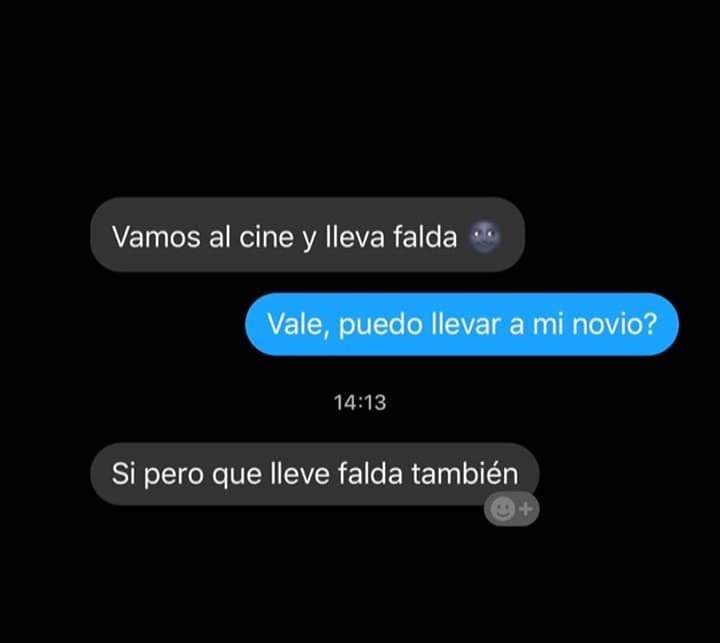 Vamos al cine y lleva falda 🌚
Vale, puedo llevar a mi novio?
14:13
Si pero que lleve falda también